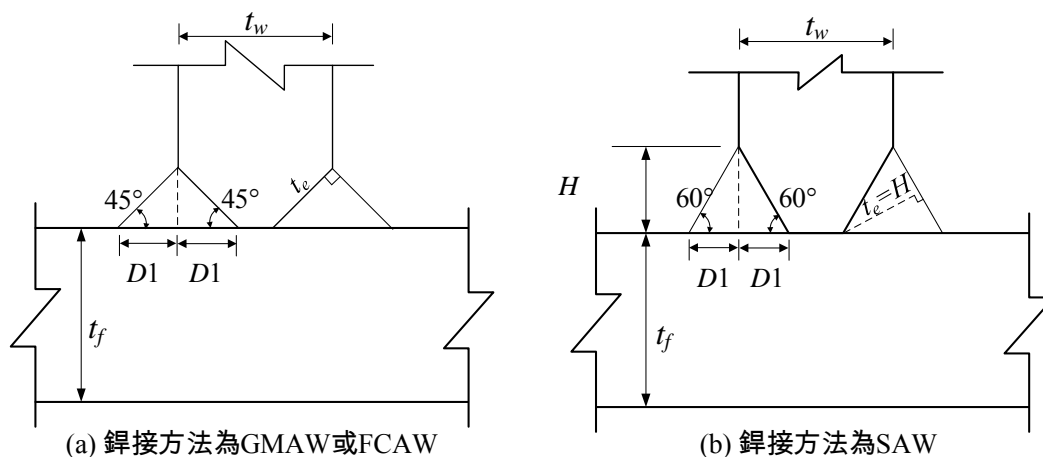 t_w
45°
45°
t_e
D1
D1
t_f
(a) 銲接方法為GMAW或FCAW
t_w
H
60°
60°
t_e=H
D1
D1
t_f
(b) 銲接方法為SAW